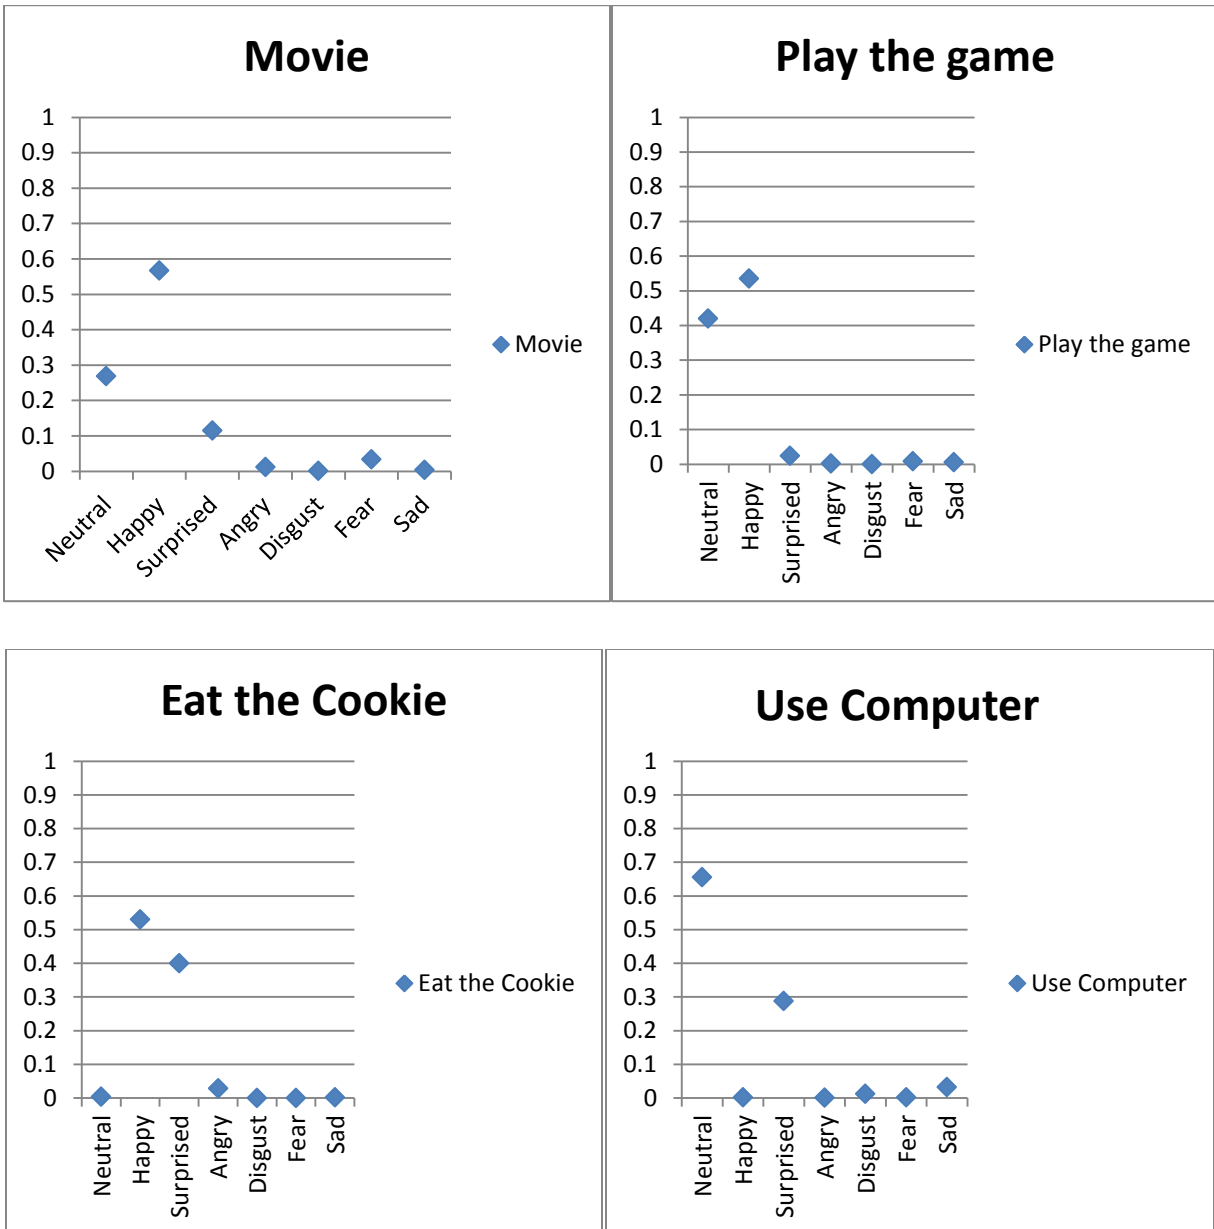 Movie
1
0.9
0.8
0.7
0.6
0.5
0.4
0.3
0.2
0.1
0
Neutral
Happy
Surprised
Angry
Disgust
Fear
Sad
Movie
Play the game
1
0.9
0.8
0.7
0.6
0.5
0.4
0.3
0.2
0.1
0
Neutral
Happy
Surprised
Angry
Disgust
Fear
Sad
Play the game
Eat the Cookie
1
0.9
0.8
0.7
0.6
0.5
0.4
0.3
0.2
0.1
0
Neutral
Happy
Surprised
Angry
Disgust
Fear
Sad
Eat the Cookie
Use Computer
1
0.9
0.8
0.7
0.6
0.5
0.4
0.3
0.2
0.1
0
Neutral
Happy
Surprised
Angry
Disgust
Fear
Sad
Use Computer